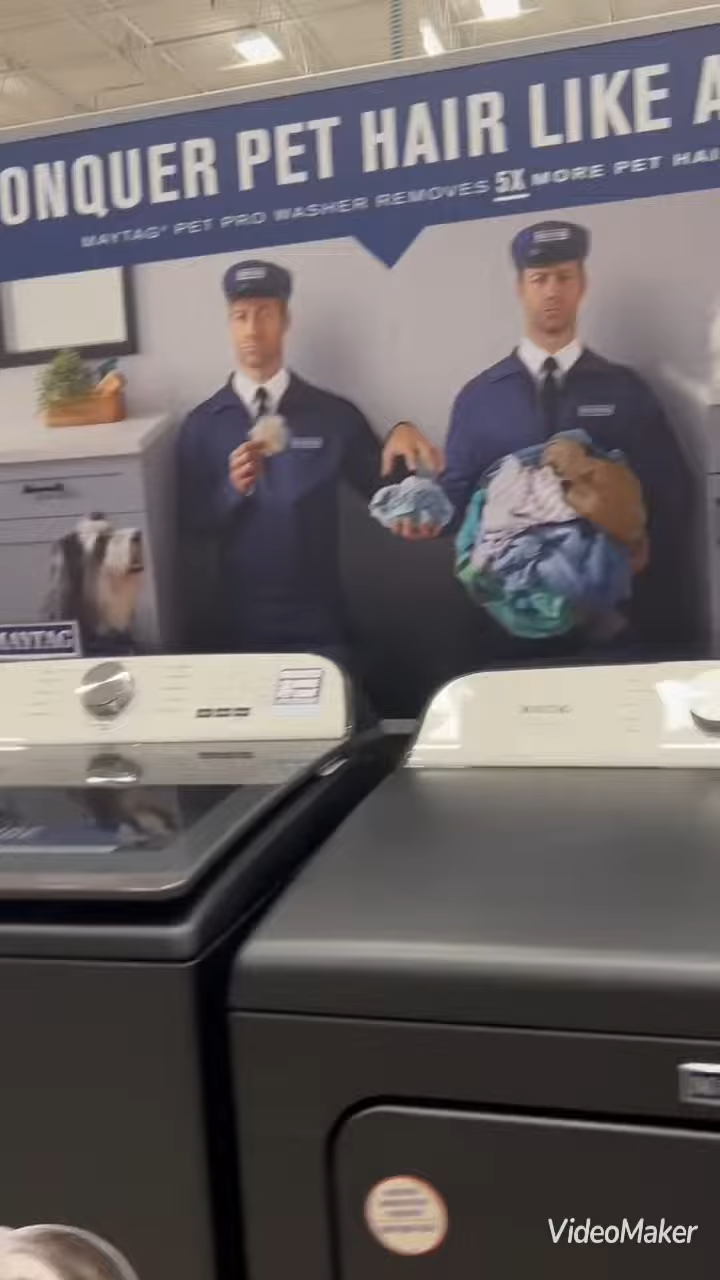 ONQUER PET HAIR LIKE A
MAYTAG® PET PRO WASHER REMOVES 5X MORE PET HAI
MAYTAG
VideoMaker